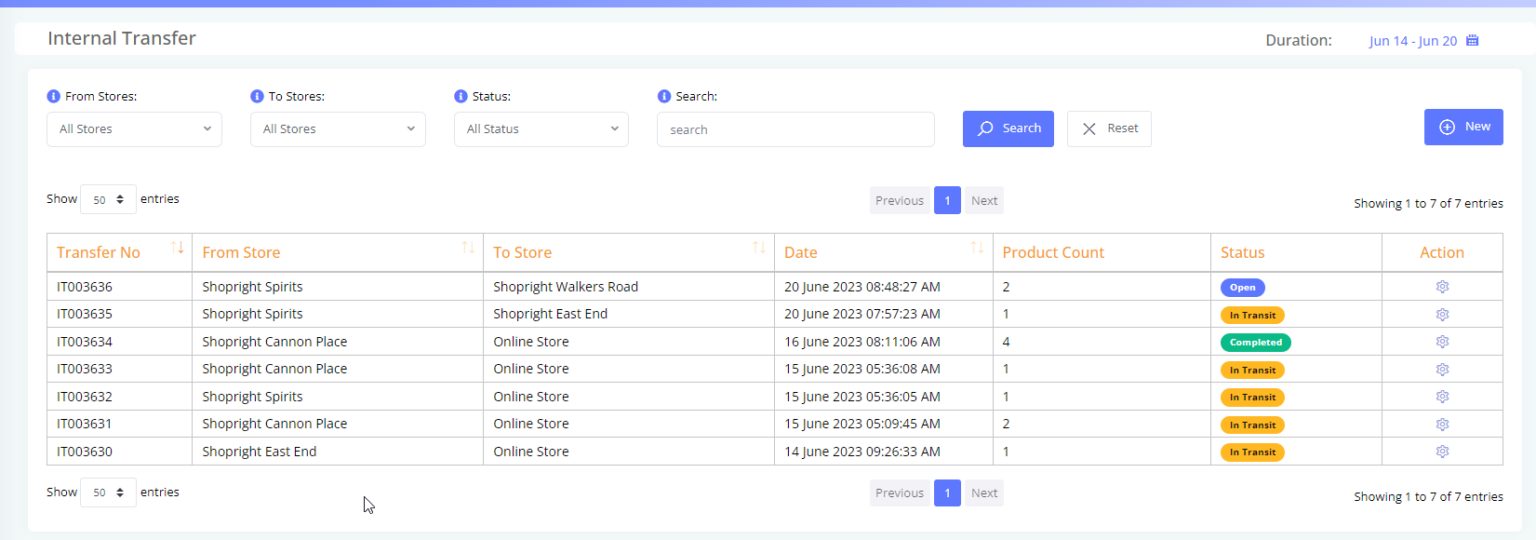 Internal Transfer
Duration: Jun 14 - Jun 20
From Stores: To Stores: Status: Search:
All Stores All Stores All Status search Search Reset New
Show 50 entries Previous 1 Next Showing 1 to 7 of 7 entries
Transfer No From Store To Store Date Product Count Status Action
IT003636 Shopright Spirits Shopright Walkers Road 20 June 2023 08:48:27 AM 2 Open
IT003635 Shopright Spirits Shopright East End 20 June 2023 07:57:23 AM 1 In Transit
IT003634 Shopright Cannon Place Online Store 16 June 2023 08:11:06 AM 4 Completed
IT003633 Shopright Cannon Place Online Store 15 June 2023 05:36:08 AM 1 In Transit
IT003632 Shopright Spirits Online Store 15 June 2023 05:36:05 AM 1 In Transit
IT003631 Shopright Cannon Place Online Store 15 June 2023 05:09:45 AM 2 In Transit
IT003630 Shopright East End Online Store 14 June 2023 09:26:33 AM 1 In Transit
Show 50 entries Previous 1 Next Showing 1 to 7 of 7 entries